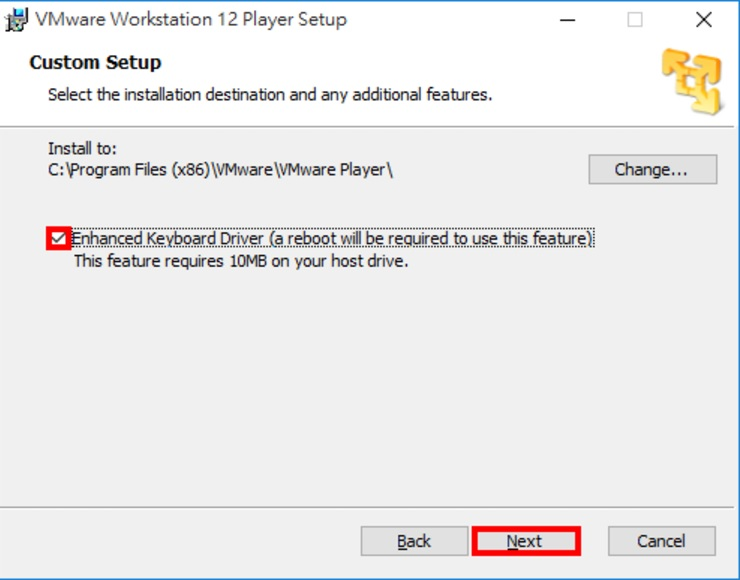 VMware Workstation 12 Player Setup
Custom Setup
Select the installation destination and any additional features.
Install to:
C:\Program Files (x86)\VMware\VMware Player\
Change...
Enhanced Keyboard Driver (a reboot will be required to use this feature)
This feature requires 10MB on your host drive.
Back
Next
Cancel